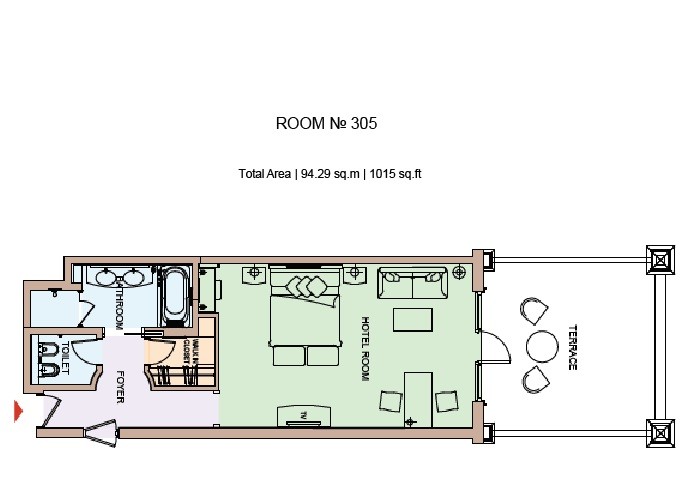 ROOM № 305
Total Area | 94.29 sq.m | 1015 sq.ft
BATHROOM
TOILET
FOYER
WALK IN
CLOSET
HOTEL ROOM
TV
TERRACE